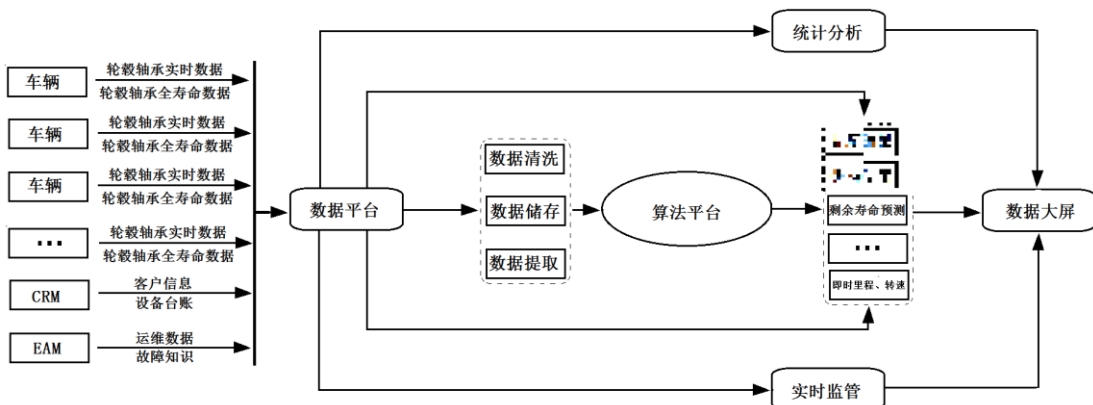 统计分析
车辆
轮毂轴承实时数据
轮毂轴承全寿命数据
车辆
轮毂轴承实时数据
轮毂轴承全寿命数据
车辆
轮毂轴承实时数据
轮毂轴承全寿命数据
...
轮毂轴承实时数据
轮毂轴承全寿命数据
CRM
客户信息
设备台账
EAM
运维数据
故障知识
数据平台
数据清洗
数据储存
数据提取
算法平台
剩余寿命预测
...
即时里程、转速
数据大屏
实时监管